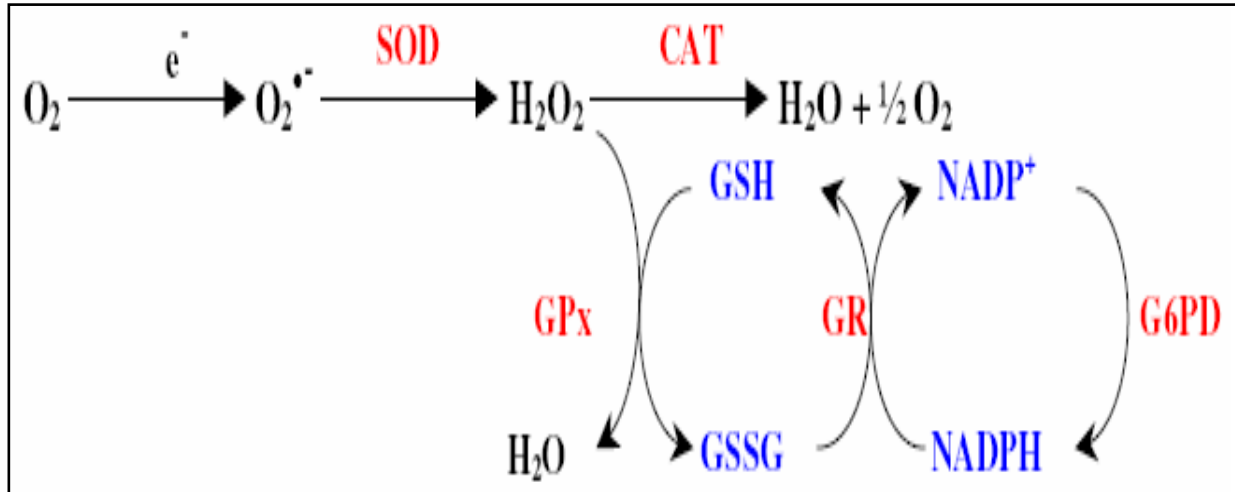 e⁻ SOD CAT
O₂ O₂•⁻ H₂O₂ H₂O + ½ O₂
GSH NADP⁺
GPx GR G6PD
H₂O GSSG NADPH